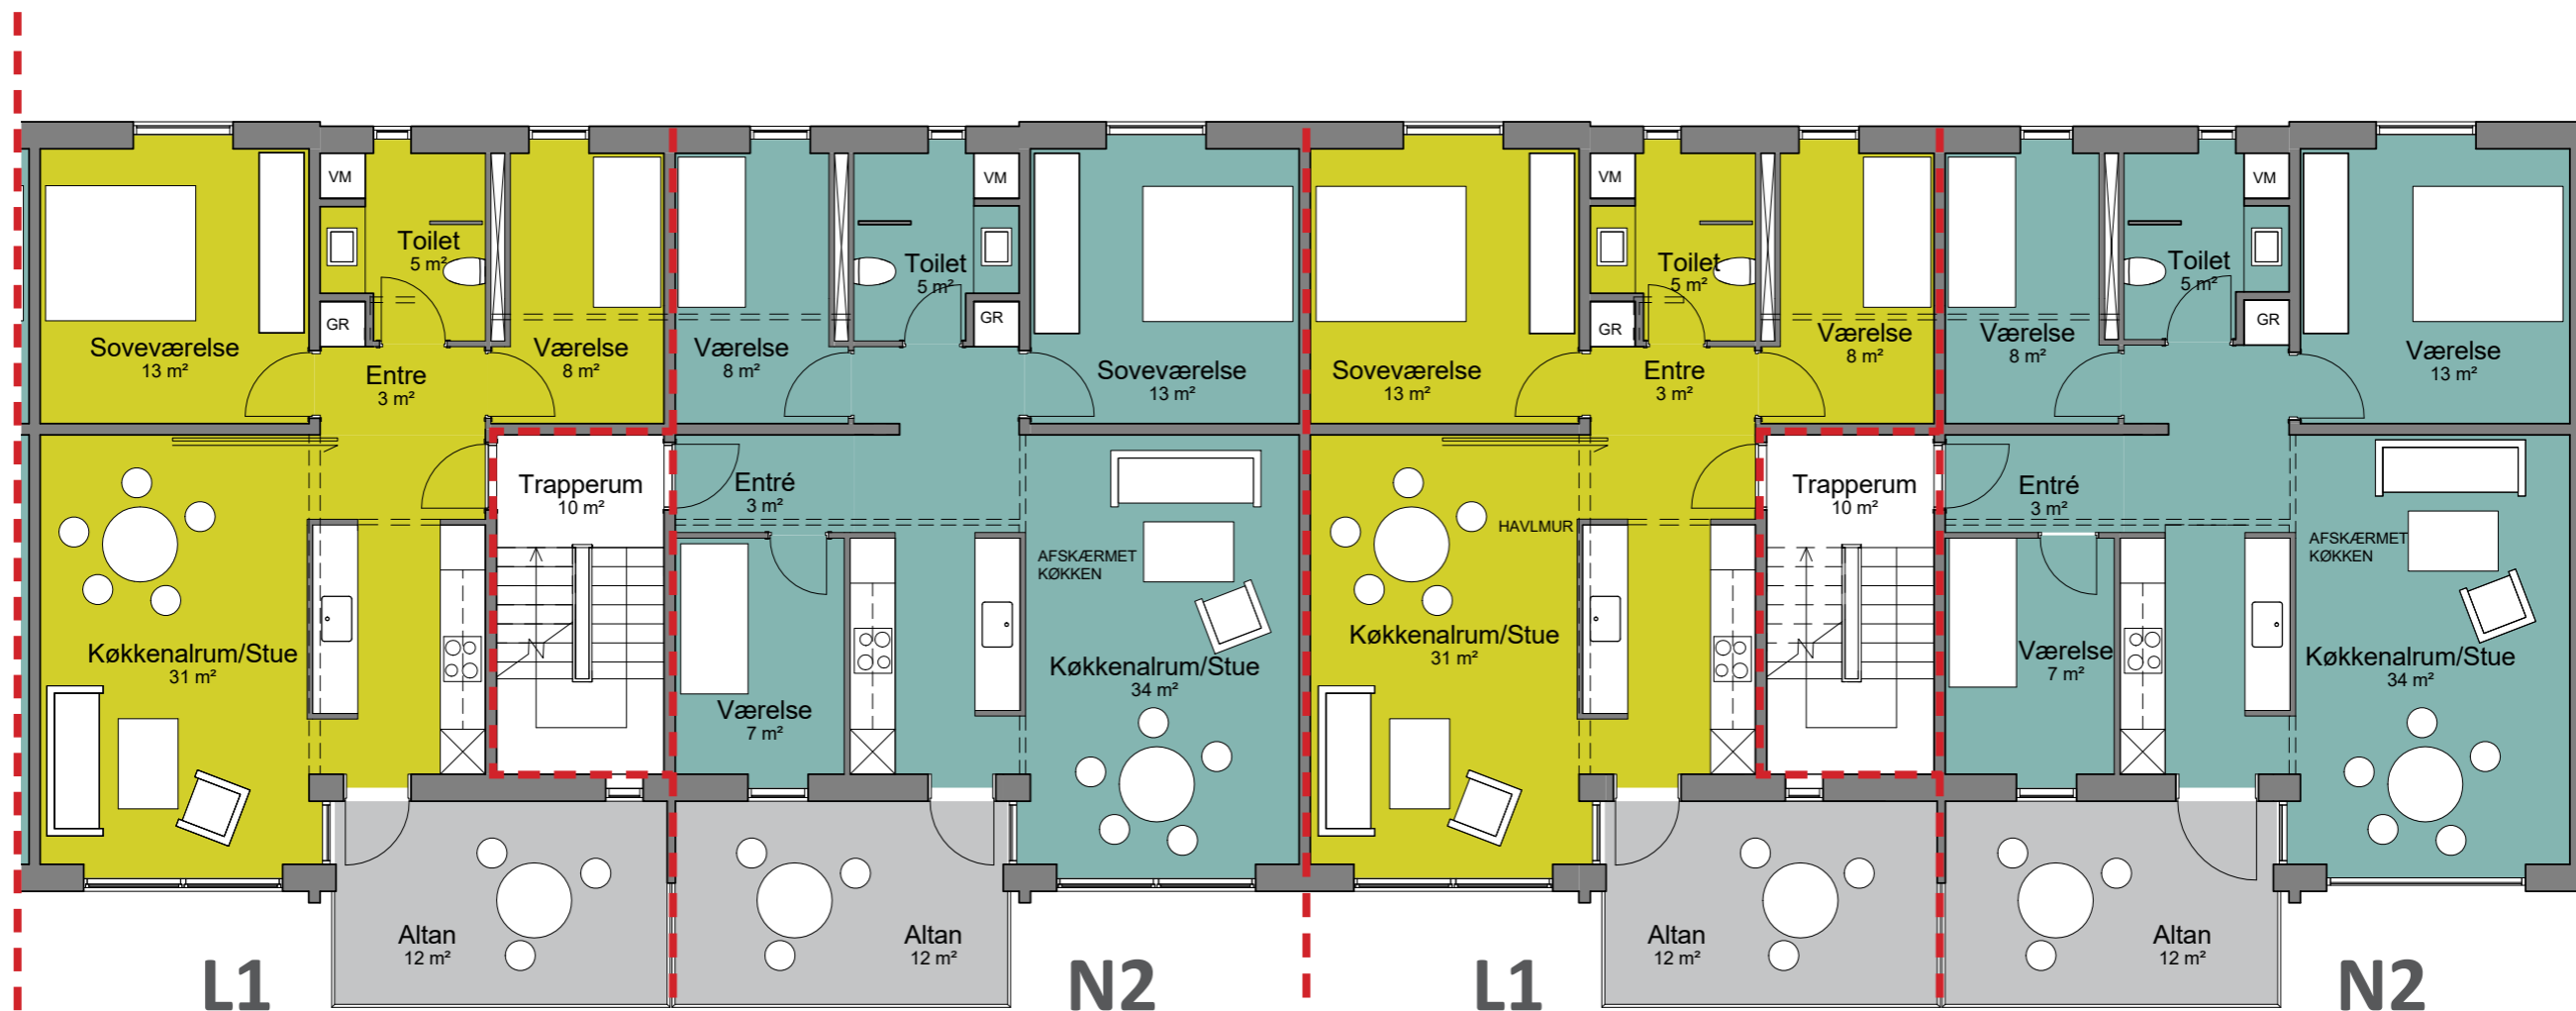 VM
Toilet
5 m²
GR
Soveværelse
13 m²
Entre
3 m²
Værelse
8 m²
Trapperum
10 m²
Køkkenalrum/Stue
31 m²
Altan
12 m²
L1
Værelse
8 m²
Toilet
5 m²
VM
GR
Soveværelse
13 m²
Entré
3 m²
AFSKÆRMET
KØKKEN
Værelse
7 m²
Køkkenalrum/Stue
34 m²
Altan
12 m²
N2
VM
Toilet
5 m²
GR
Soveværelse
13 m²
Entre
3 m²
Værelse
8 m²
Trapperum
10 m²
HAVLMUR
Køkkenalrum/Stue
31 m²
Altan
12 m²
L1
Værelse
8 m²
Toilet
5 m²
VM
GR
Værelse
13 m²
Entré
3 m²
AFSKÆRMET
KØKKEN
Værelse
7 m²
Køkkenalrum/Stue
34 m²
Altan
12 m²
N2